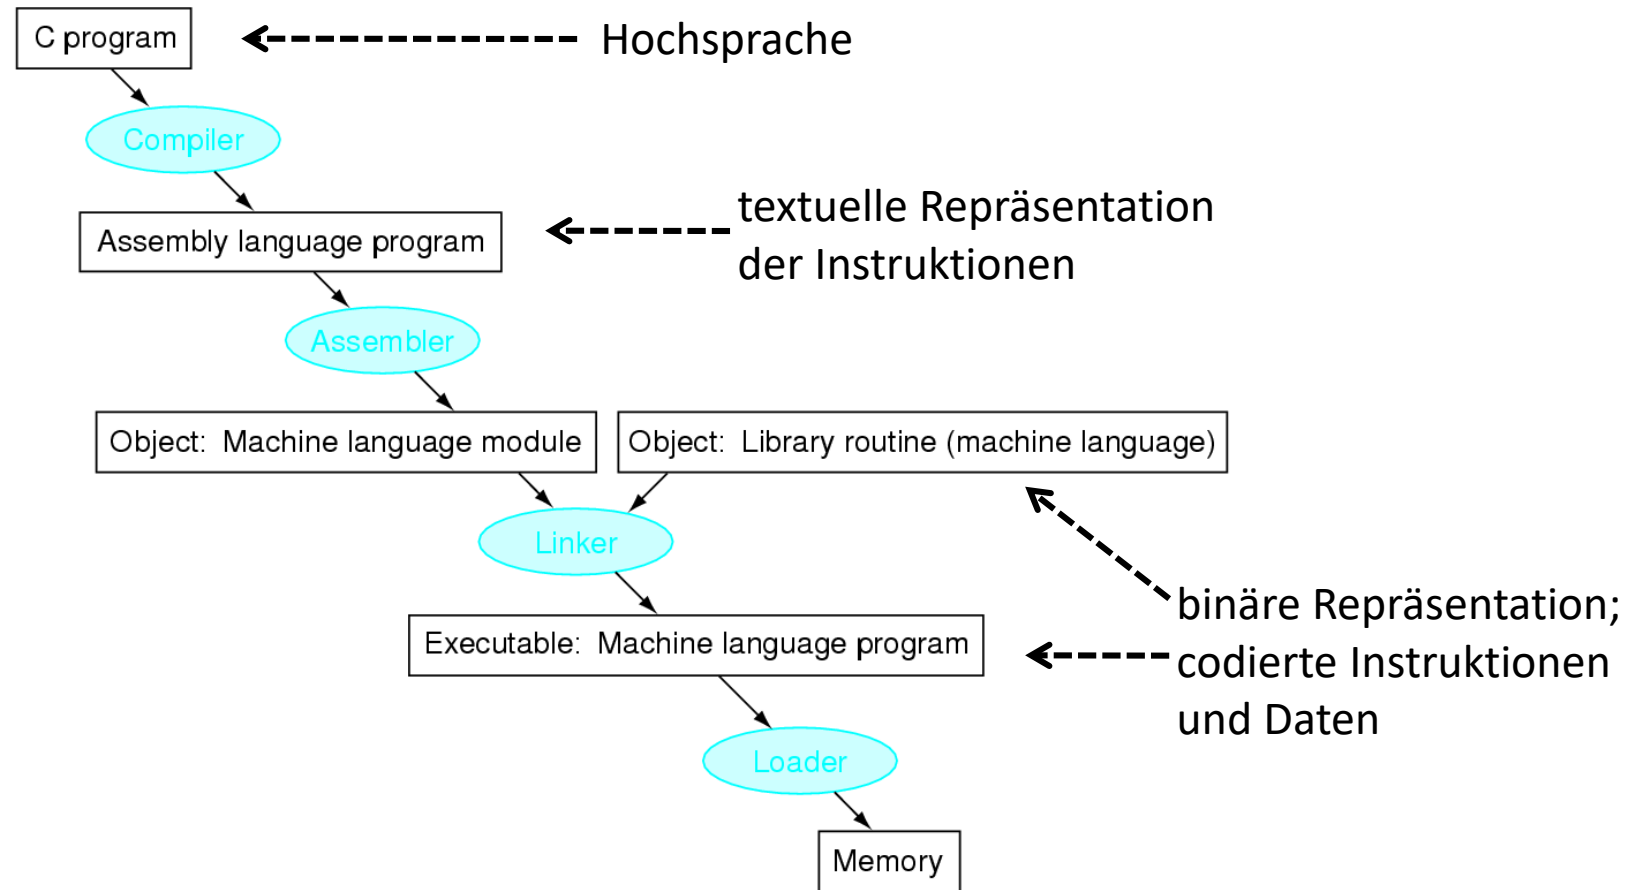 C program
Hochsprache
Compiler
textuelle Repräsentation
der Instruktionen
Assembly language program
Assembler
Object: Machine language module
Object: Library routine (machine language)
Linker
binäre Repräsentation;
codierte Instruktionen
und Daten
Executable: Machine language program
Loader
Memory